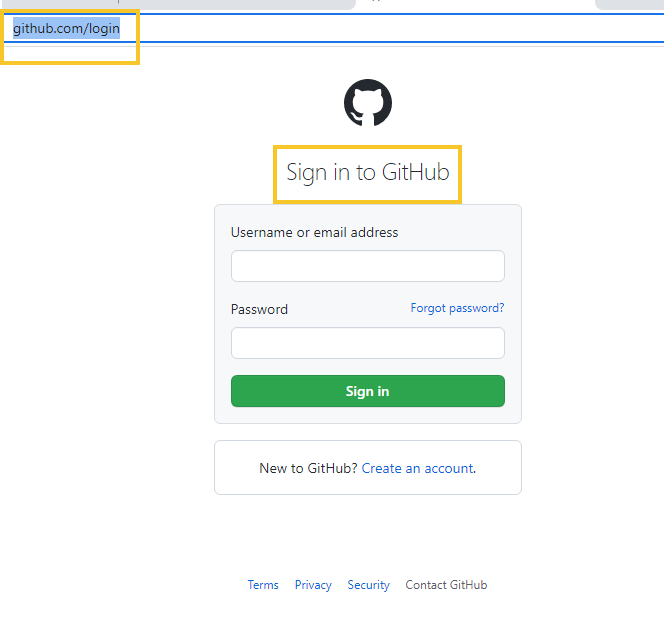 github.com/login
Sign in to GitHub
Username or email address
Password Forgot password?
Sign in
New to GitHub? Create an account.
Terms Privacy Security Contact GitHub